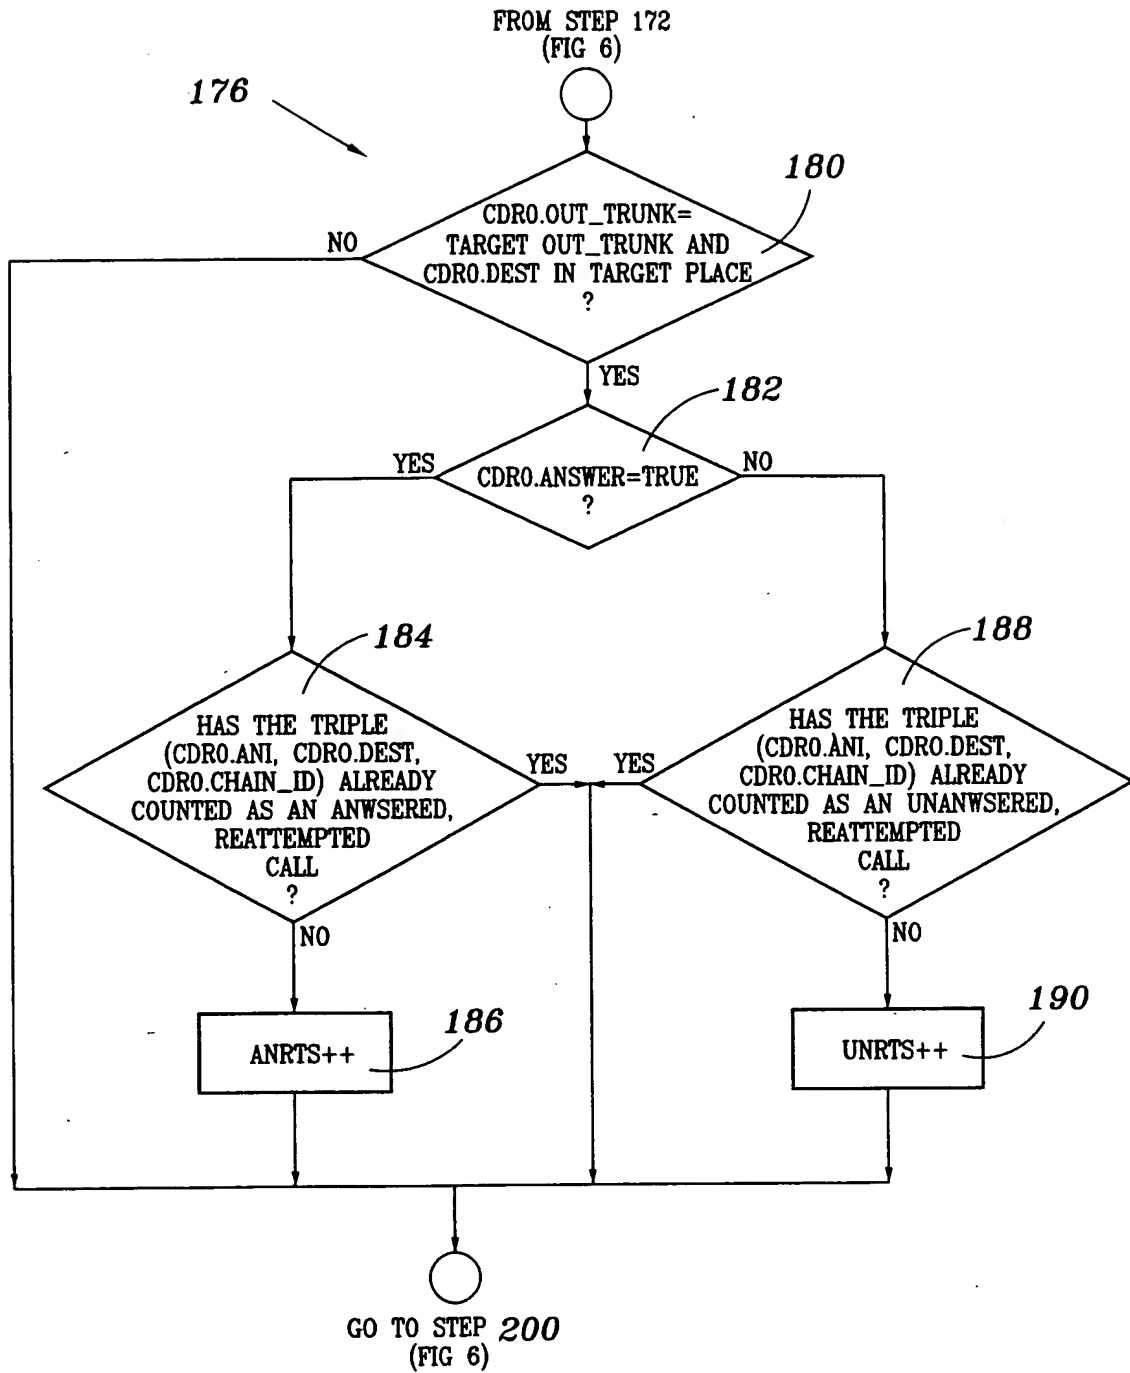 FROM STEP 172
(FIG 6)
176
180
CDR0.OUT_TRUNK=
TARGET OUT_TRUNK AND
CDR0.DEST IN TARGET PLACE
?
NO
YES
182
CDR0.ANSWER=TRUE
?
YES
NO
184
HAS THE TRIPLE
(CDR0.ANI, CDR0.DEST,
CDR0.CHAIN_ID) ALREADY
COUNTED AS AN ANWSERED,
REATTEMPTED
CALL
?
YES
NO
188
HAS THE TRIPLE
(CDR0.ANI, CDR0.DEST,
CDR0.CHAIN_ID) ALREADY
COUNTED AS AN UNANWSERED,
REATTEMPTED
CALL
?
YES
NO
ANRTS++
186
UNRTS++
190
GO TO STEP 200
(FIG 6)